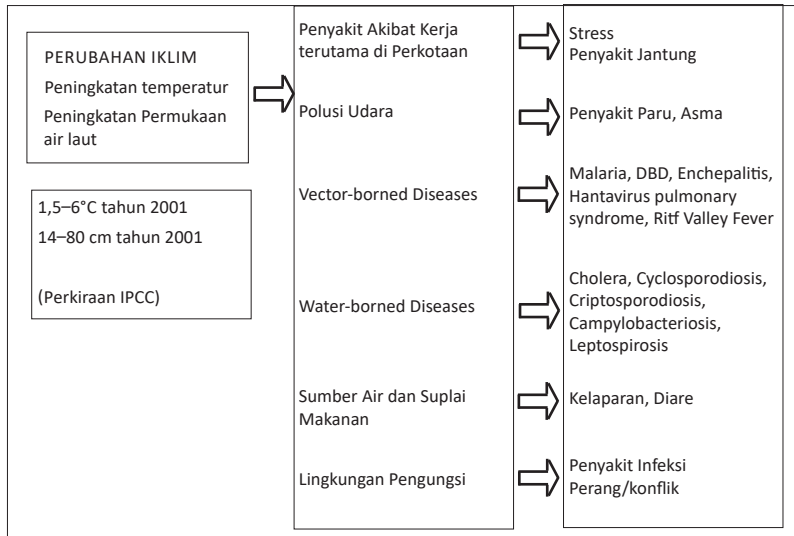 PERUBAHAN IKLIM
Peningkatan temperatur
Peningkatan Permukaan
air laut
1,5–6°C tahun 2001
14–80 cm tahun 2001
(Perkiraan IPCC)
Penyakit Akibat Kerja
terutama di Perkotaan
Polusi Udara
Vector-borned Diseases
Water-borned Diseases
Sumber Air dan Suplai
Makanan
Lingkungan Pengungsi
Stress
Penyakit Jantung
Penyakit Paru, Asma
Malaria, DBD, Enchepalitis,
Hantavirus pulmonary
syndrome, Ritf Valley Fever
Cholera, Cyclosporodiosis,
Criptosporodiosis,
Campylobacteriosis,
Leptospirosis
Kelaparan, Diare
Penyakit Infeksi
Perang/konflik